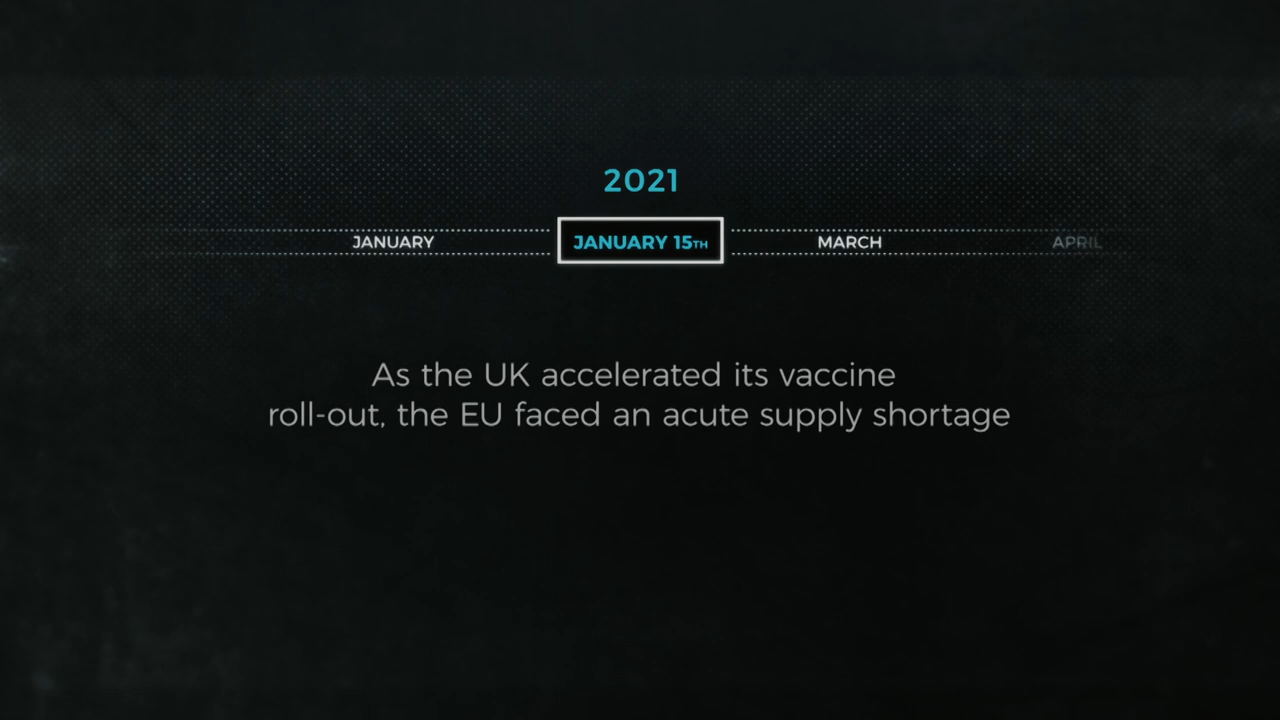 2021
JANUARY JANUARY 15TH MARCH APRIL
As the UK accelerated its vaccine
roll-out, the EU faced an acute supply shortage